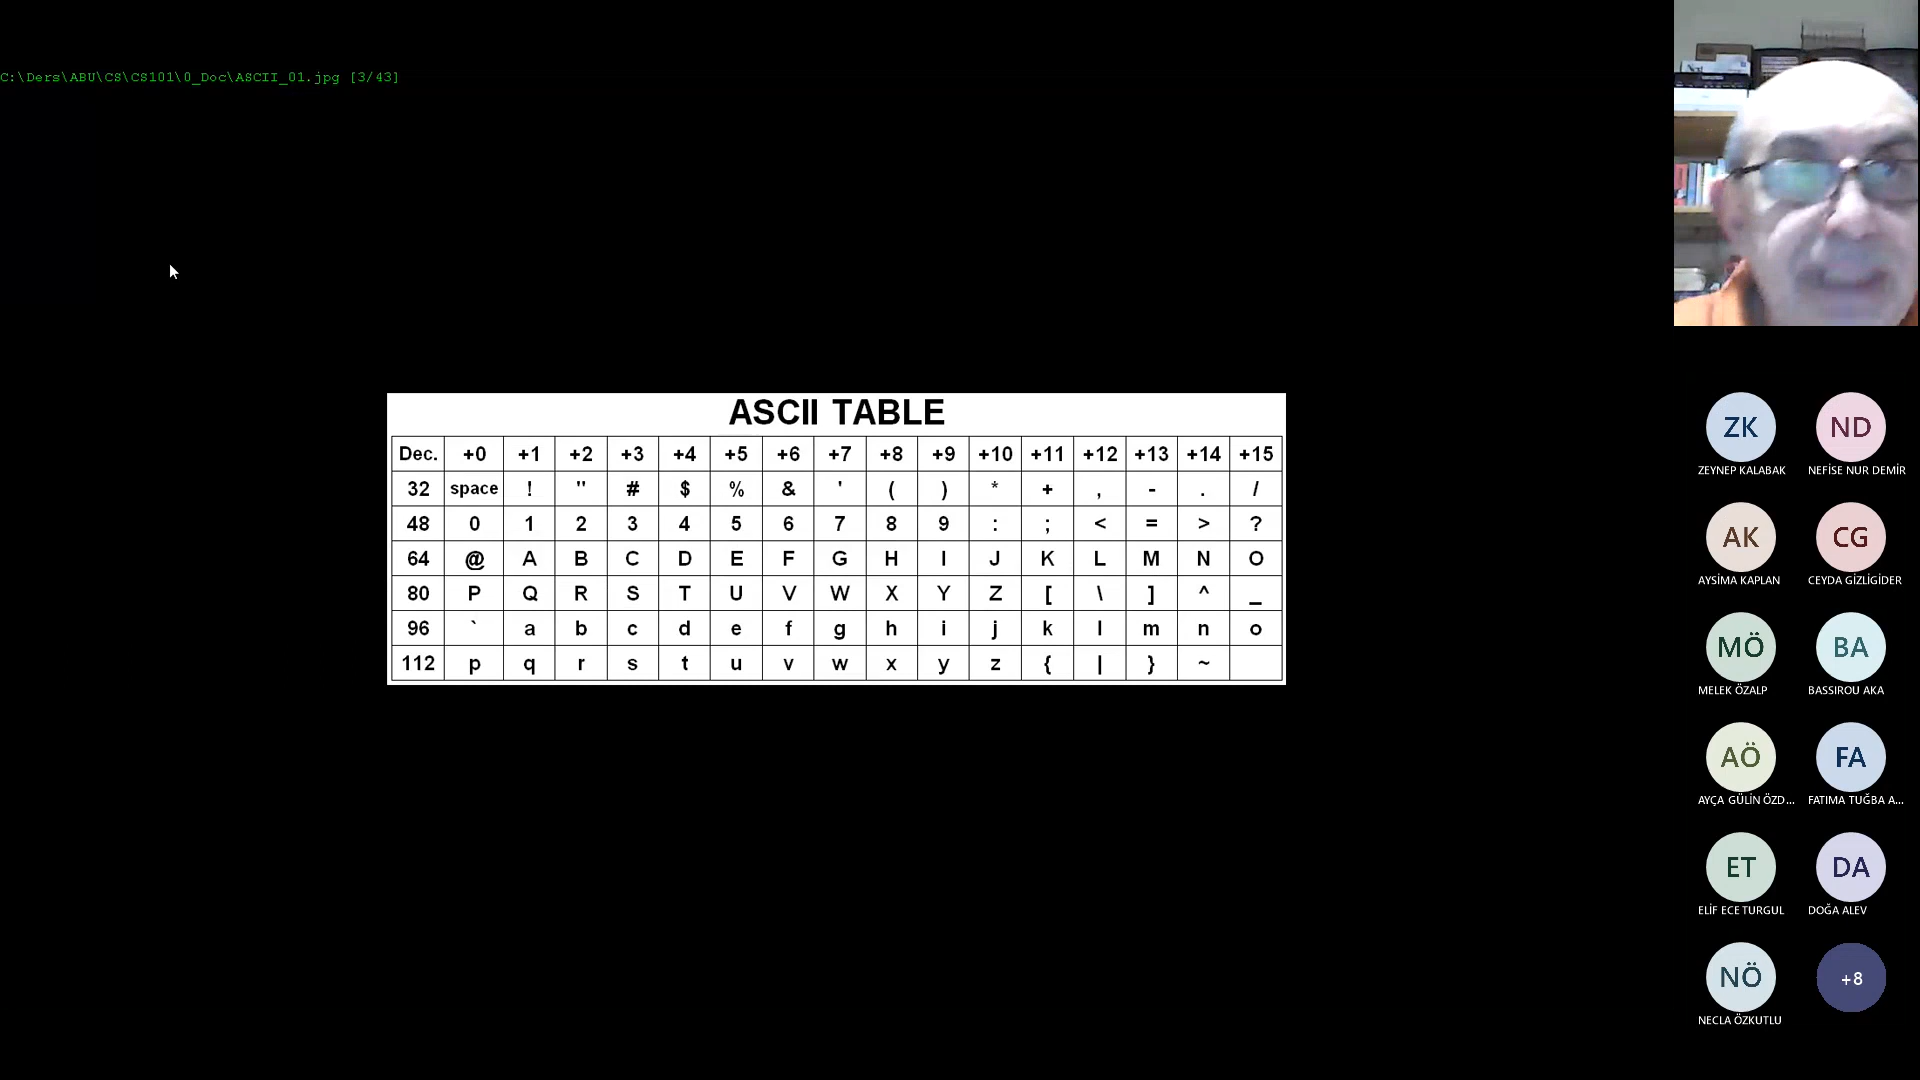 C:\Ders\ABU\CS\CS101\0_Doc\ASCII_01.jpg [3/43]
ASCII TABLE
Dec. +0 +1 +2 +3 +4 +5 +6 +7 +8 +9 +10 +11 +12 +13 +14 +15
32 space ! " # $ % & ' ( ) * + , - . /
48 0 1 2 3 4 5 6 7 8 9 : ; < = > ?
64 @ A B C D E F G H I J K L M N O
80 P Q R S T U V W X Y Z [ \ ] ^ _
96 ` a b c d e f g h i j k l m n o
112 p q r s t u v w x y z { | } ~
ZK ND
ZEYNEP KALABAK NEFİSE NUR DEMİR
AK CG
AYSİMA KAPLAN CEYDA GİZLİGİDER
MÖ BA
MELEK ÖZALP BASSIROU AKA
AÖ FA
AYÇA GÜLİN ÖZD... FATIMA TUĞBA A...
ET DA
ELİF ECE TURGUL DOĞA ALEV
NÖ +8
NECLA ÖZKUTLU